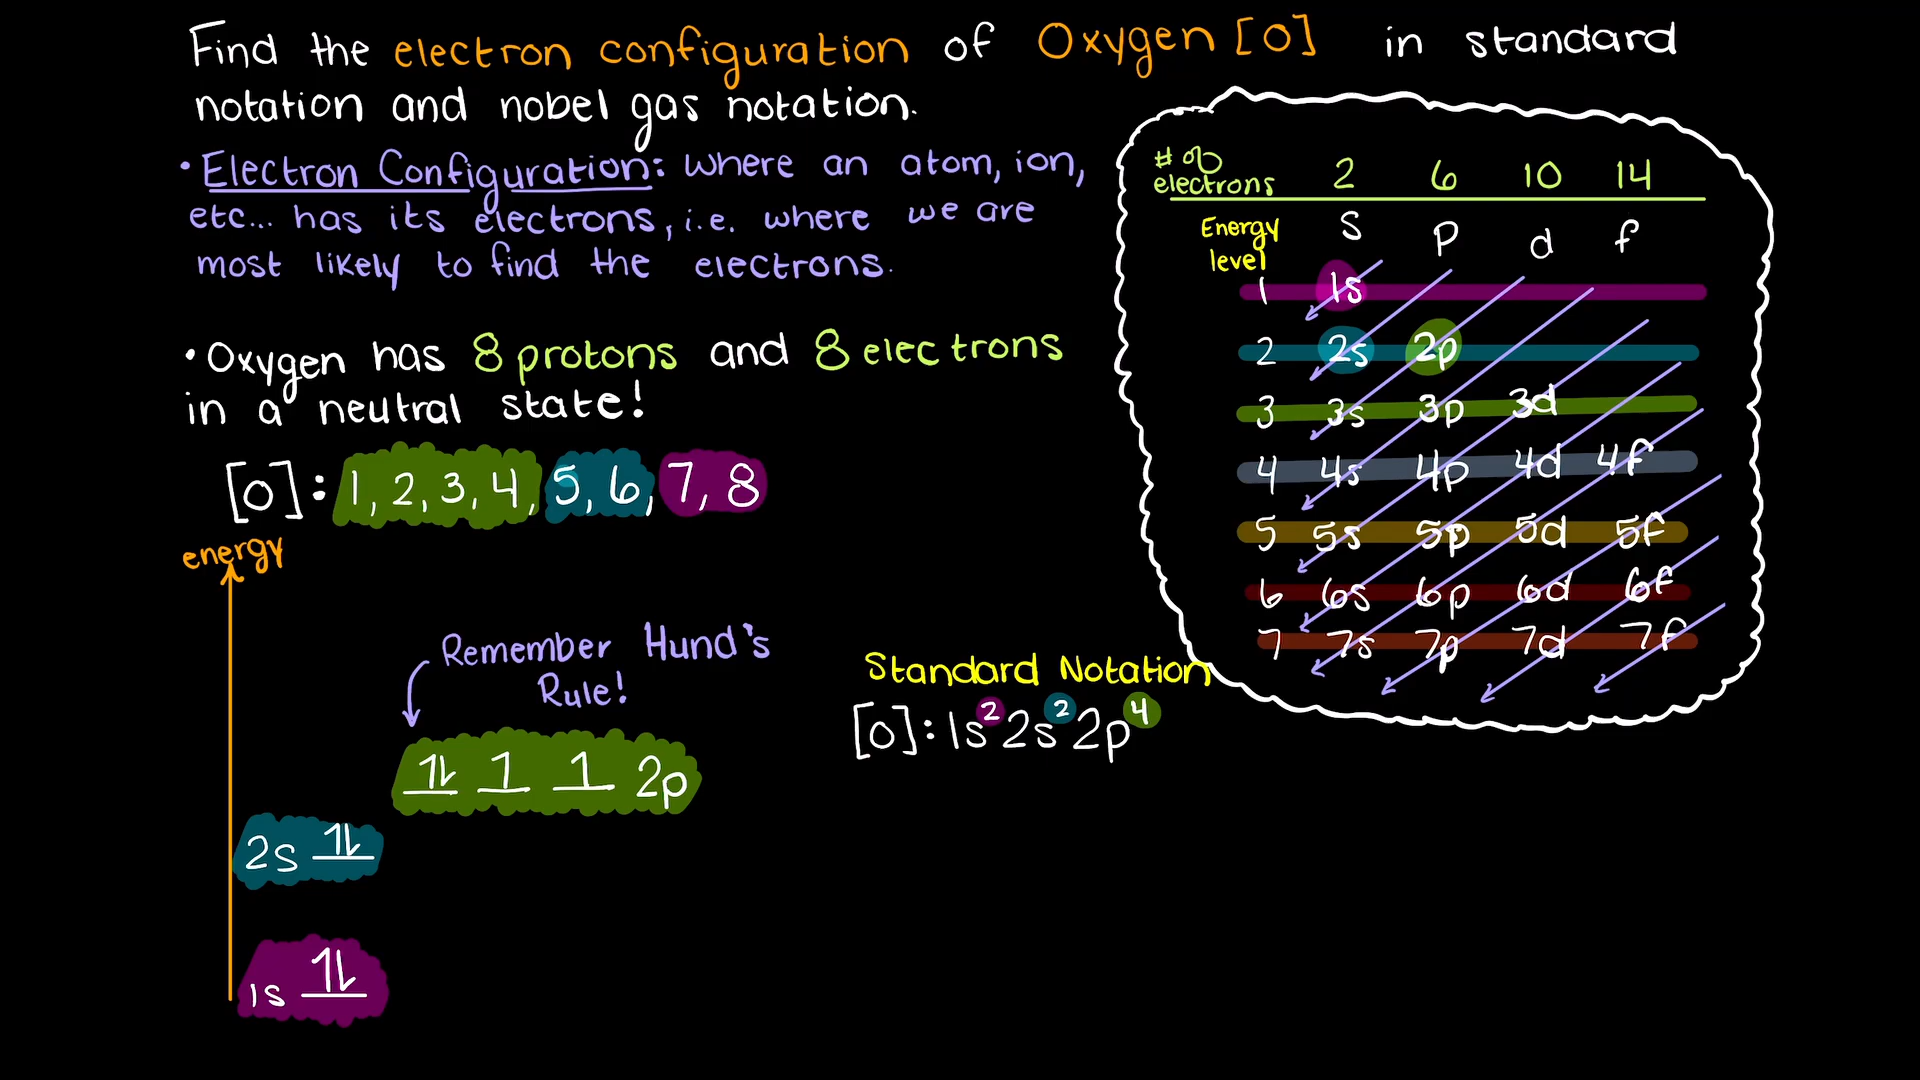 Find the electron configuration of Oxygen [O] in standard
notation and nobel gas notation.
• Electron Configuration: where an atom, ion,
etc... has its electrons, i.e. where we are
most likely to find the electrons.
• Oxygen has 8 protons and 8 electrons
in a neutral state!
[O]: 1, 2, 3, 4, 5, 6, 7, 8
energy
Remember Hund's
Rule!
1↿⇂ 1 1 2p
2s ↿⇂
1s ↿⇂
Standard Notation
[O]: 1s² 2s² 2p⁴
# of
electrons 2 6 10 14
Energy
level s p d f
1 1s
2 2s 2p
3 3s 3p 3d
4 4s 4p 4d 4f
5 5s 5p 5d 5f
6 6s 6p 6d 6f
7 7s 7p 7d 7f